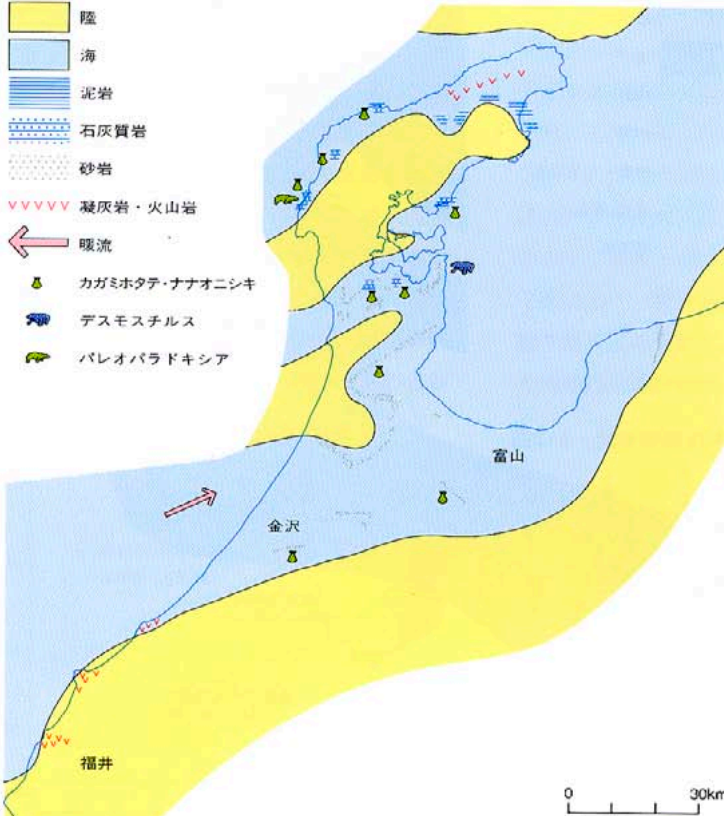 陸
海
泥岩
石灰質岩
砂岩
凝灰岩・火山岩
暖流
カガミホタテ・ナナオニシキ
デスモスチルス
パレオパラドキシア
富山
金沢
福井
0 30km